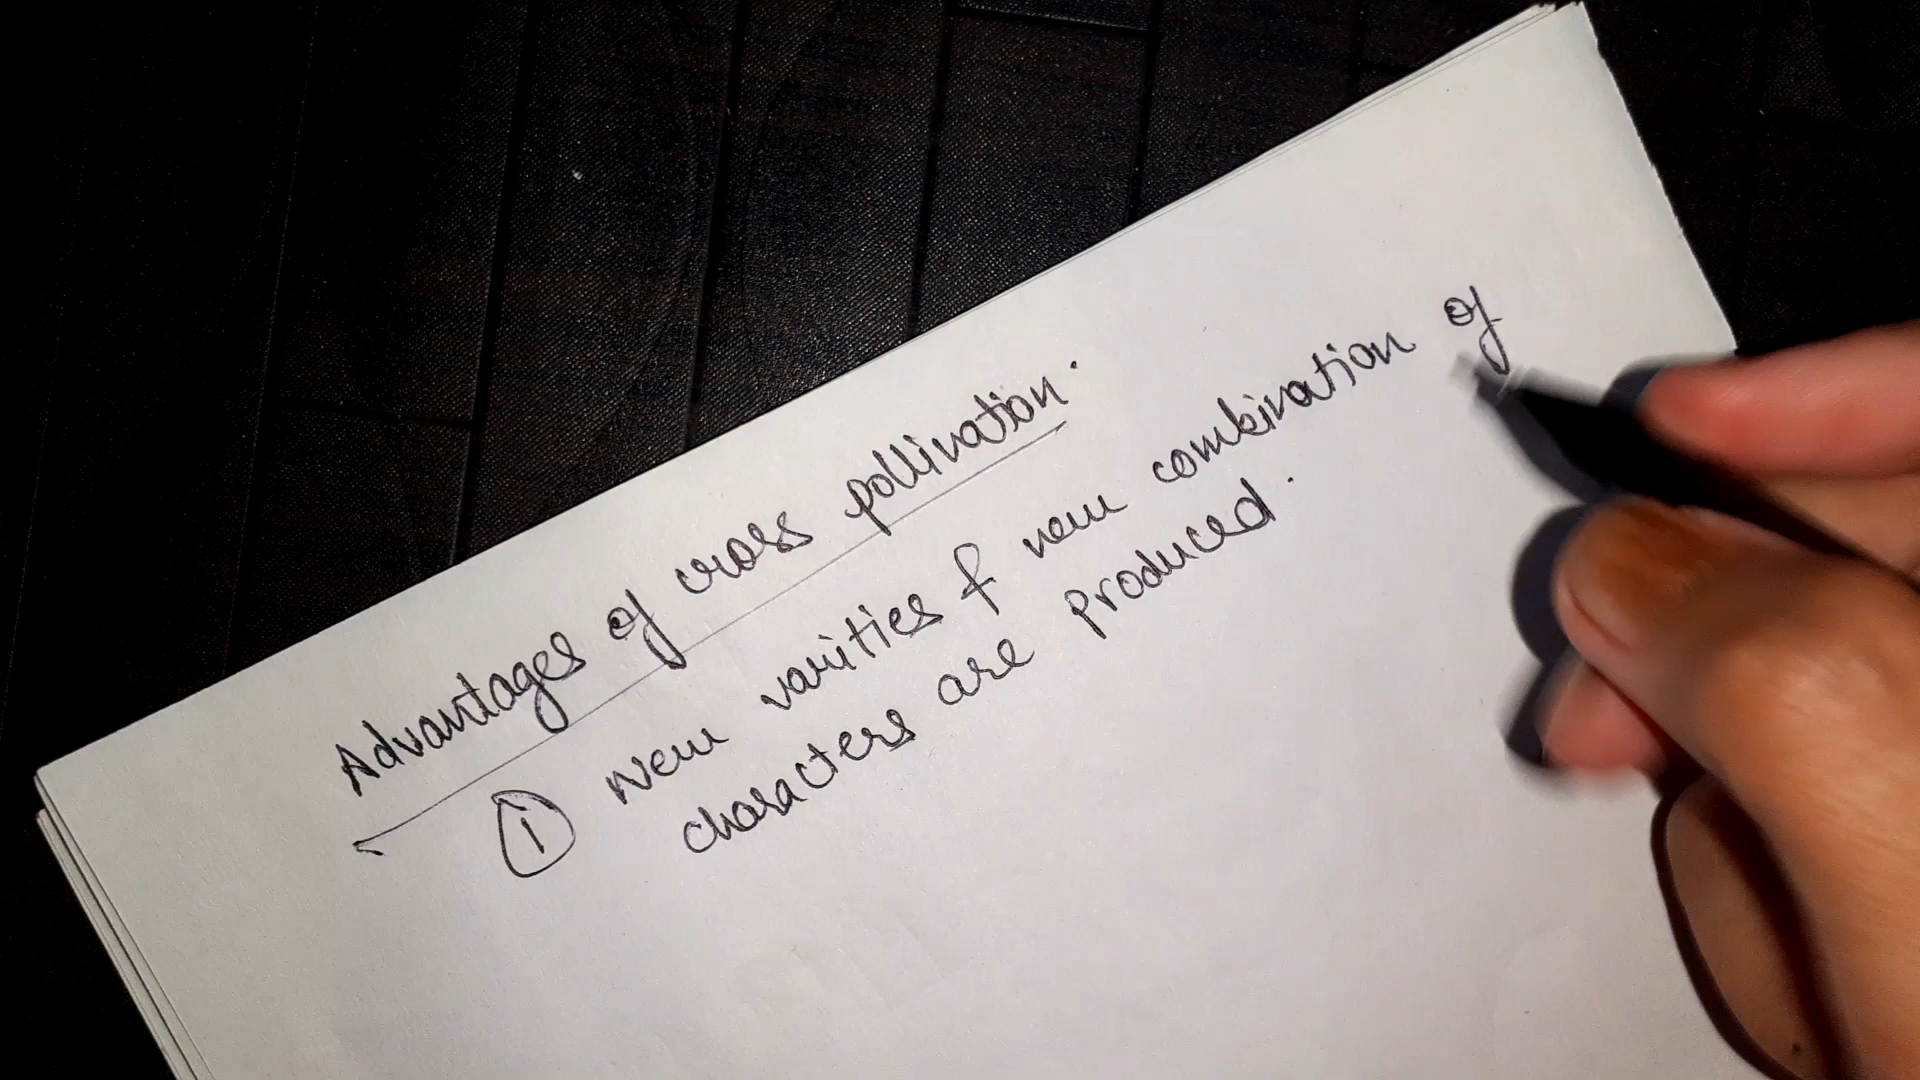 Advantages of cross pollination.
① New varities & new combination of
characters are produced.